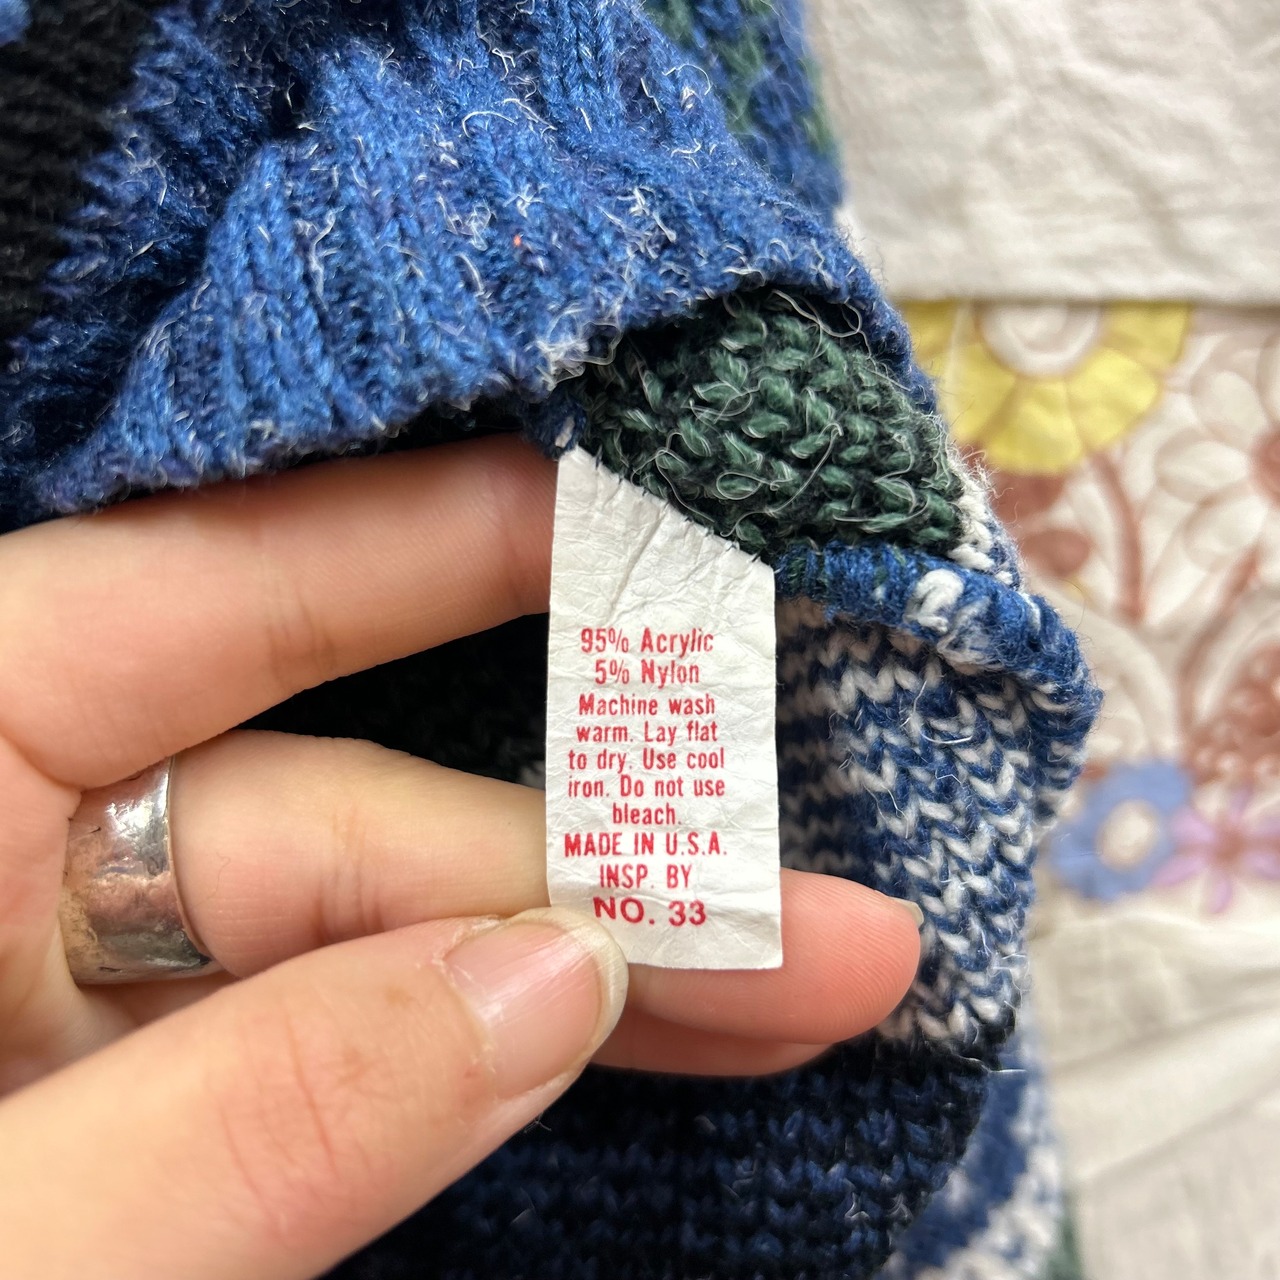 95% Acrylic
5% Nylon
Machine wash
warm. Lay flat
to dry. Use cool
iron. Do not use
bleach.
MADE IN U.S.A.
INSP. BY
NO. 33